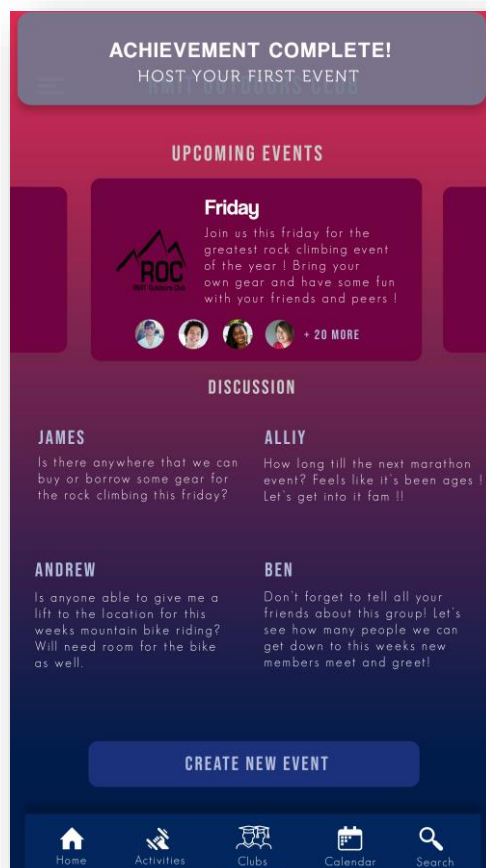 ACHIEVEMENT COMPLETE!
HOST YOUR FIRST EVENT
RMIT OUTDOORS CLUB
UPCOMING EVENTS
Friday
Join us this friday for the
greatest rock climbing event
of the year ! Bring your
own gear and have some fun
with your friends and peers !
ROC
RMIT Outdoors Club
+ 20 MORE
DISCUSSION
JAMES
Is there anywhere that we can
buy or borrow some gear for
the rock climbing this friday?
ALLIY
How long till the next marathon
event? Feels like it's been ages !
Let's get into it fam !!
ANDREW
Is anyone able to give me a
lift to the location for this
weeks mountain bike riding?
Will need room for the bike
as well.
BEN
Don't forget to tell all your
friends about this group! Let's
see how many people we can
get down to this weeks new
members meet and greet!
CREATE NEW EVENT
Home
Activities
Clubs
Calendar
Search